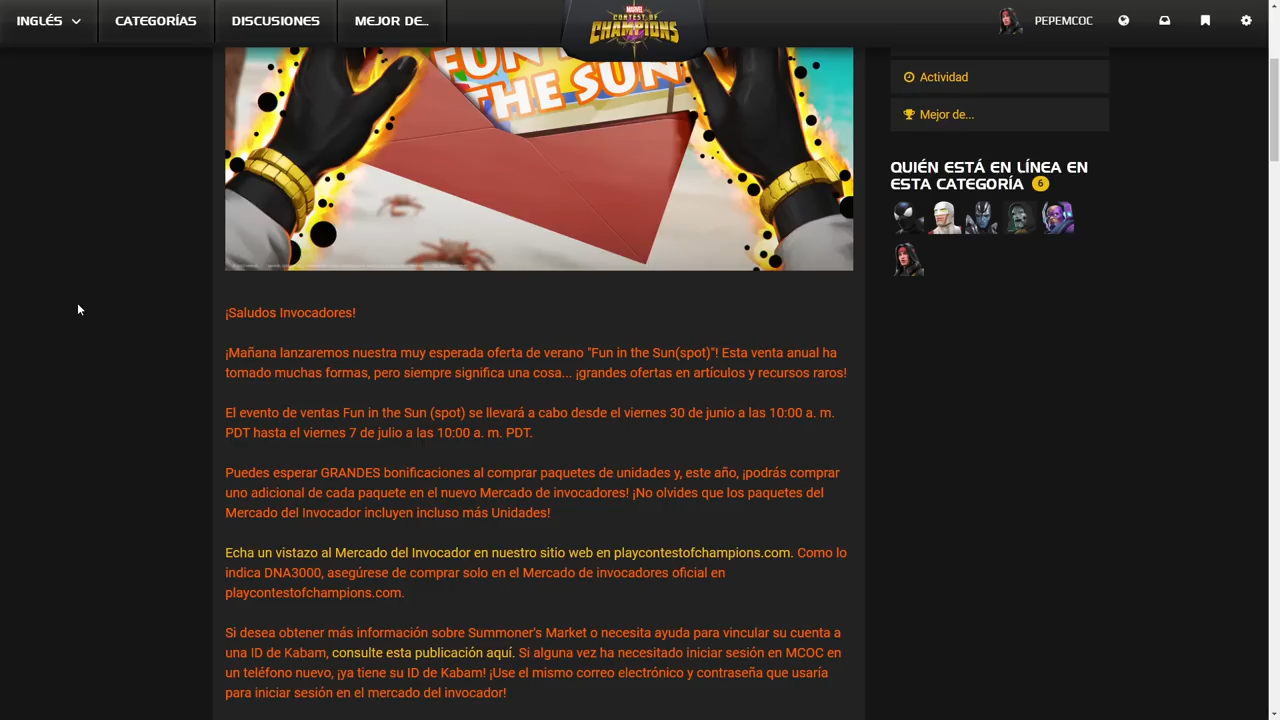 INGLÉS
CATEGORÍAS
DISCUSIONES
MEJOR DE...
MARVEL
CONTEST OF
CHAMPIONS
PEPEMCOC
THE SUN
Actividad
Mejor de...
QUIÉN ESTÁ EN LÍNEA EN
ESTA CATEGORÍA 6
¡Saludos Invocadores!
¡Mañana lanzaremos nuestra muy esperada oferta de verano "Fun in the Sun(spot)"! Esta venta anual ha
tomado muchas formas, pero siempre significa una cosa... ¡grandes ofertas en artículos y recursos raros!
El evento de ventas Fun in the Sun (spot) se llevará a cabo desde el viernes 30 de junio a las 10:00 a. m.
PDT hasta el viernes 7 de julio a las 10:00 a. m. PDT.
Puedes esperar GRANDES bonificaciones al comprar paquetes de unidades y, este año, ¡podrás comprar
uno adicional de cada paquete en el nuevo Mercado de invocadores! ¡No olvides que los paquetes del
Mercado del Invocador incluyen incluso más Unidades!
Echa un vistazo al Mercado del Invocador en nuestro sitio web en playcontestofchampions.com. Como lo
indica DNA3000, asegúrese de comprar solo en el Mercado de invocadores oficial en
playcontestofchampions.com.
Si desea obtener más información sobre Summoner's Market o necesita ayuda para vincular su cuenta a
una ID de Kabam, consulte esta publicación aquí. Si alguna vez ha necesitado iniciar sesión en MCOC en
un teléfono nuevo, ¡ya tiene su ID de Kabam! ¡Use el mismo correo electrónico y contraseña que usaría
para iniciar sesión en el mercado del invocador!